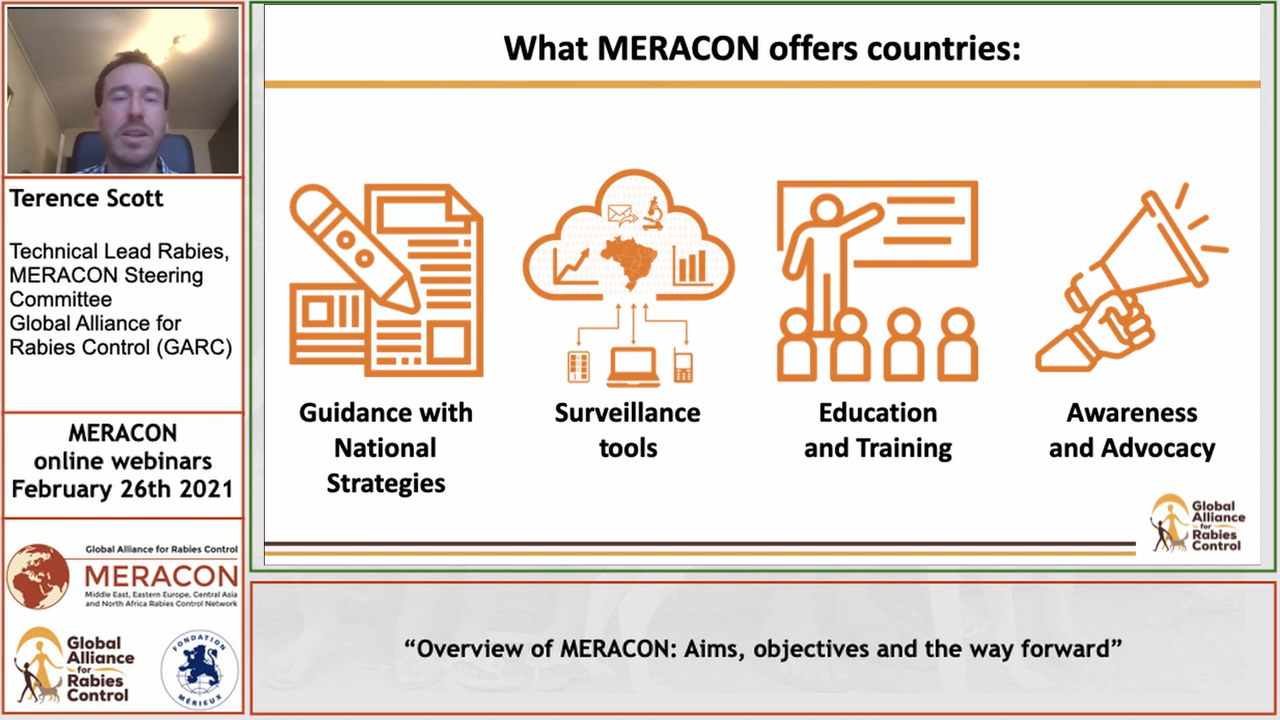 Terence Scott
Technical Lead Rabies,
MERACON Steering
Committee
Global Alliance for
Rabies Control (GARC)
MERACON
online webinars
February 26th 2021
Global Alliance for Rabies Control
MERACON
Middle East, Eastern Europe, Central Asia
and North Africa Rabies Control Network
Global
Alliance
for
Rabies
Control
FONDATION
MÉRIEUX
What MERACON offers countries:
Guidance with
National
Strategies
Surveillance
tools
Education
and Training
Awareness
and Advocacy
Global
Alliance
for
Rabies
Control
“Overview of MERACON: Aims, objectives and the way forward”